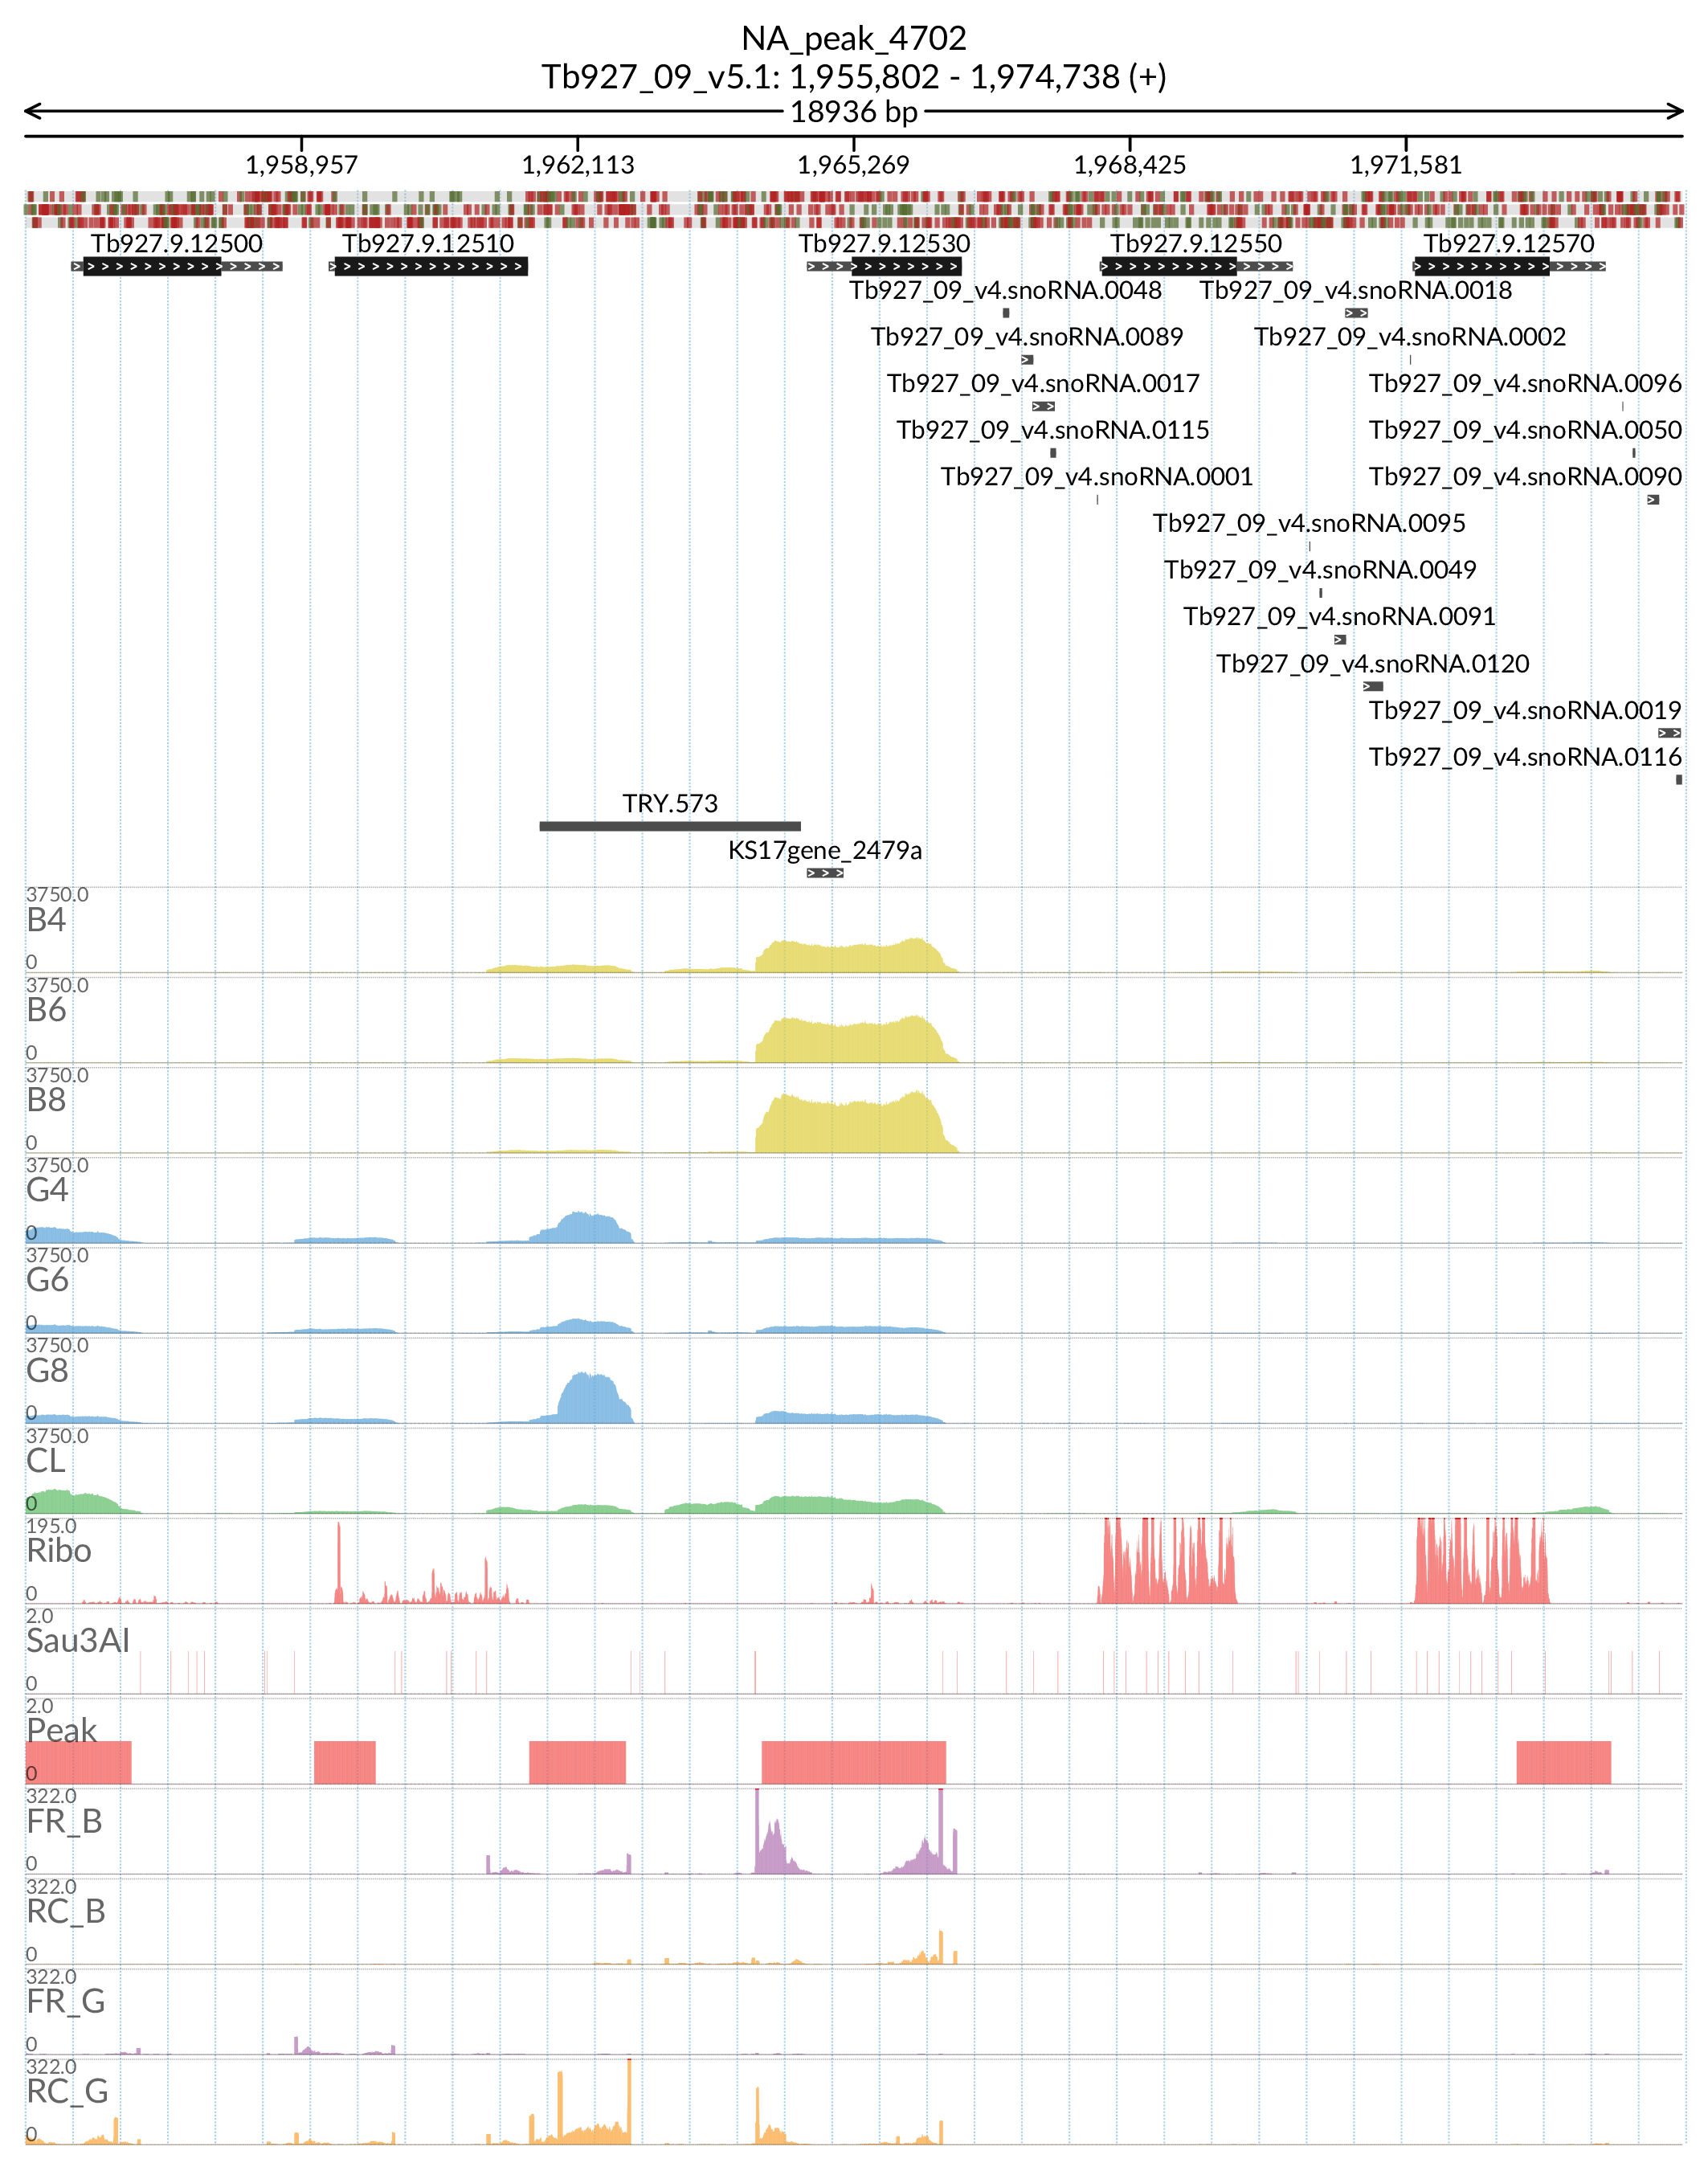 NA_peak_4702
Tb927_09_v5.1: 1,955,802 - 1,974,738 (+)
18936 bp
1,958,957 1,962,113 1,965,269 1,968,425 1,971,581
Tb927.9.12500 Tb927.9.12510 Tb927.9.12530 Tb927.9.12550 Tb927.9.12570
Tb927_09_v4.snoRNA.0048 Tb927_09_v4.snoRNA.0018
Tb927_09_v4.snoRNA.0089 Tb927_09_v4.snoRNA.0002
Tb927_09_v4.snoRNA.0017 Tb927_09_v4.snoRNA.0096
Tb927_09_v4.snoRNA.0115 Tb927_09_v4.snoRNA.0050
Tb927_09_v4.snoRNA.0001 Tb927_09_v4.snoRNA.0090
Tb927_09_v4.snoRNA.0095
Tb927_09_v4.snoRNA.0049
Tb927_09_v4.snoRNA.0091
Tb927_09_v4.snoRNA.0120
Tb927_09_v4.snoRNA.0019
Tb927_09_v4.snoRNA.0116
TRY.573
KS17gene_2479a
3750.0
B4
0
3750.0
B6
0
3750.0
B8
0
3750.0
G4
0
3750.0
G6
0
3750.0
G8
0
3750.0
CL
0
195.0
Ribo
0
2.0
Sau3AI
0
2.0
Peak
0
322.0
FR_B
0
322.0
RC_B
0
322.0
FR_G
0
322.0
RC_G
0